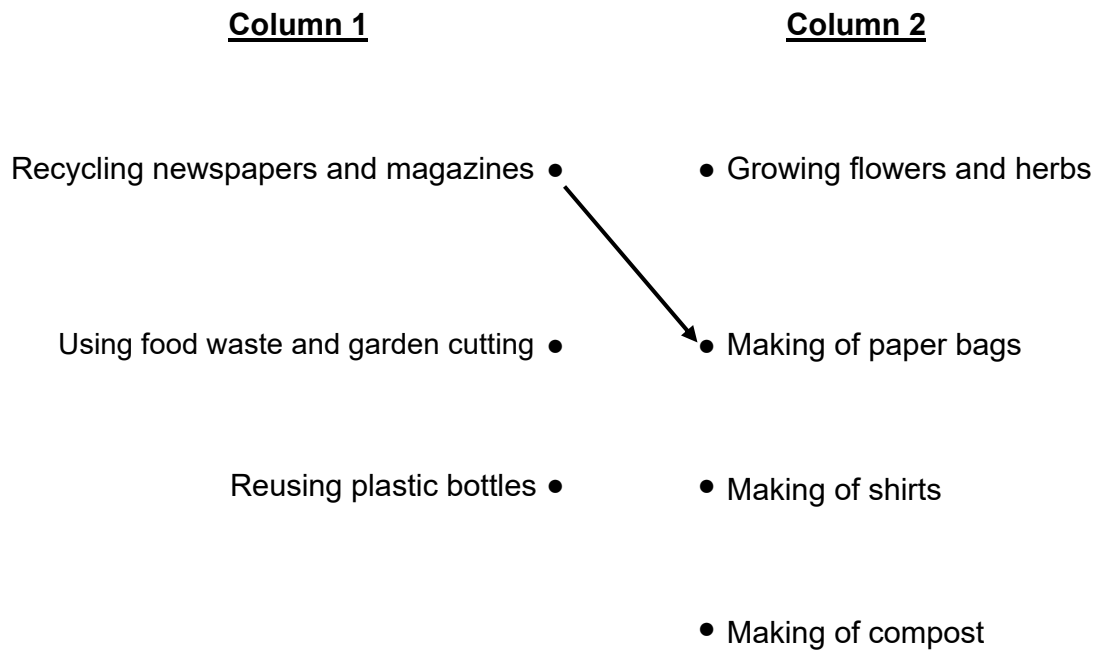 Column 1 Column 2
Recycling newspapers and magazines • • Growing flowers and herbs
Using food waste and garden cutting • • Making of paper bags
Reusing plastic bottles • • Making of shirts
• Making of compost